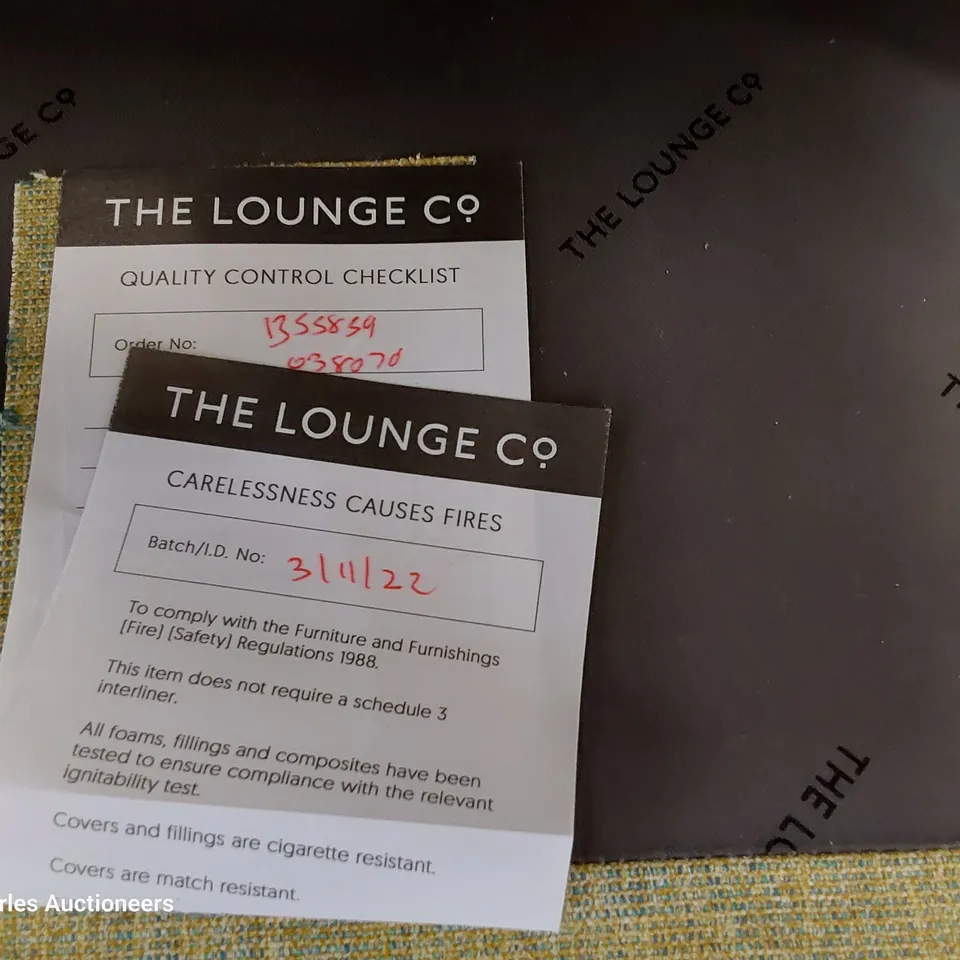 GE Co
THE LOUNGE Co
THE LOUNGE Co
QUALITY CONTROL CHECKLIST
Order No: 1355859
038070
THE LOUNGE Co
CARELESSNESS CAUSES FIRES
Batch/I.D. No: 3/11/22
To comply with the Furniture and Furnishings
[Fire] [Safety] Regulations 1988.
This item does not require a schedule 3
interliner.
All foams, fillings and composites have been
tested to ensure compliance with the relevant
ignitability test.
Covers and fillings are cigarette resistant.
Covers are match resistant.
THE LO
rles Auctioneers